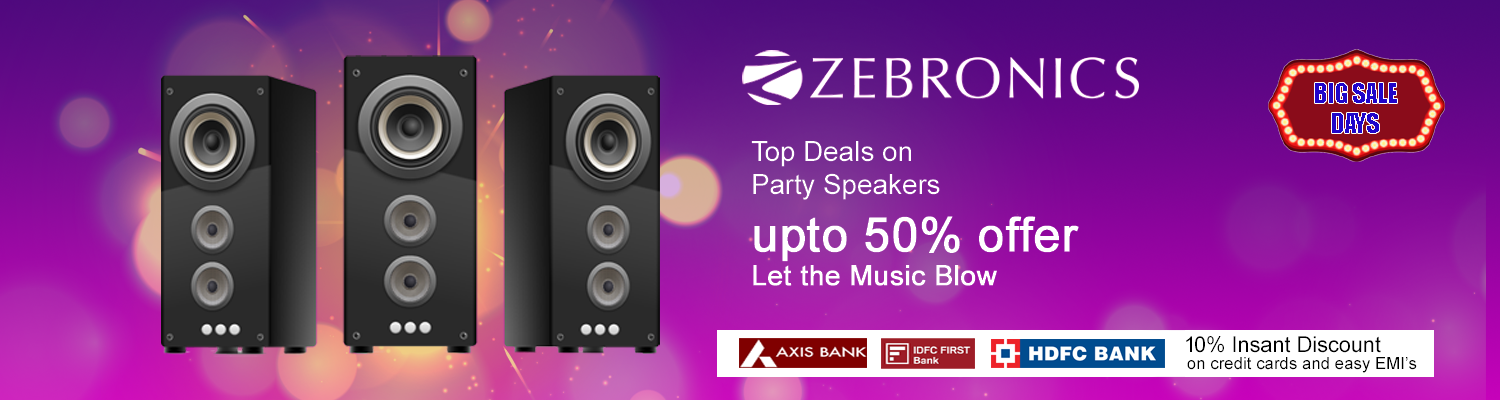 ZEBRONICS
BIG SALE
DAYS
Top Deals on
Party Speakers
upto 50% offer
Let the Music Blow
AXIS BANK
IDFC FIRST
Bank
HDFC BANK
10% Insant Discount
on credit cards and easy EMI's